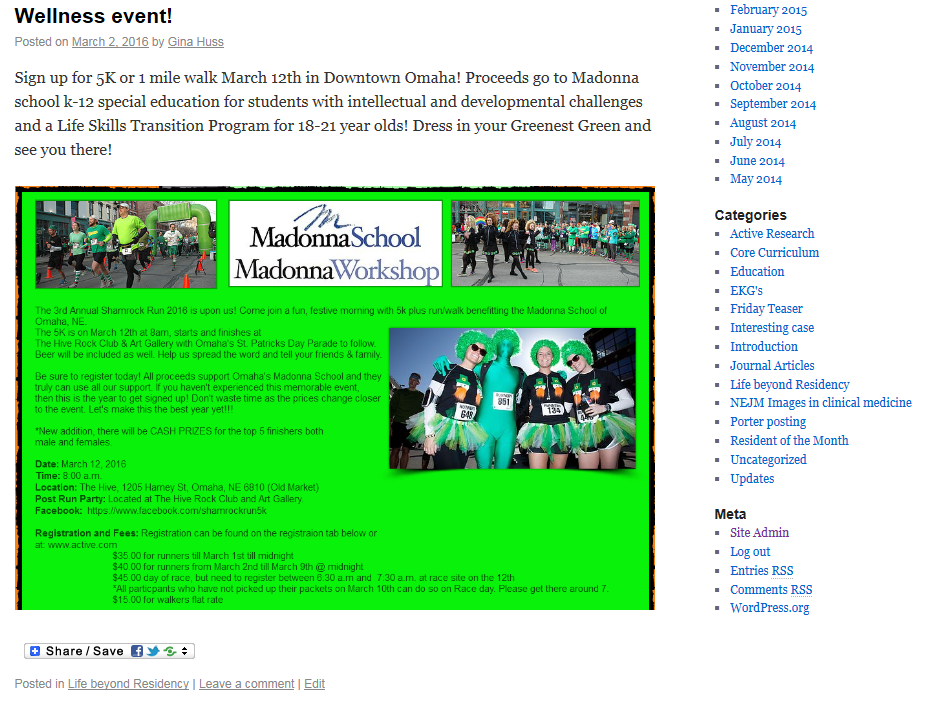 Wellness event!
Posted on March 2, 2016 by Gina Huss
Sign up for 5K or 1 mile walk March 12th in Downtown Omaha! Proceeds go to Madonna
school k-12 special education for students with intellectual and developmental challenges
and a Life Skills Transition Program for 18-21 year olds! Dress in your Greenest Green and
see you there!
MadonnaSchool
MadonnaWorkshop
The 3rd Annual Shamrock Run 2016 is upon us! Come join a fun, festive morning with 5k plus run/walk benefitting the Madonna School of
Omaha, NE.
The 5K is on March 12th at 8am, starts and finishes at
The Hive Rock Club & Art Gallery with Omaha's St. Patricks Day Parade to follow.
Beer will be included as well. Help us spread the word and tell your friends & family.
Be sure to register today! All proceeds support Omaha's Madonna School and they
truly can use all our support. If you haven't experienced this memorable event,
then this is the year to get signed up! Don't waste time as the prices change closer
to the event. Let's make this the best year yet!!!
*New addition, there will be CASH PRIZES for the top 5 finishers both
male and females.
Date: March 12, 2016
Time: 8:00 a.m.
Location: The Hive, 1205 Harney St, Omaha, NE 6810 (Old Market)
Post Run Party: Located at The Hive Rock Club and Art Gallery.
Facebook: https://www.facebook.com/shamrockrun5k
Registration and Fees: Registration can be found on the registraion tab below or
at: www.active.com
$35.00 for runners till March 1st till midnight
$40.00 for runners from March 2nd till March 9th @ midnight
$45.00 day of race, but need to register between 6:30 a.m and 7:30 a.m. at race site on the 12th
*All particpants who have not picked up their packets on March 10th can do so on Race day. Please get there around 7.
$15.00 for walkers flat rate
648
851
134
Share / Save
Posted in Life beyond Residency | Leave a comment | Edit
February 2015
January 2015
December 2014
November 2014
October 2014
September 2014
August 2014
July 2014
June 2014
May 2014
Categories
Active Research
Core Curriculum
Education
EKG's
Friday Teaser
Interesting case
Introduction
Journal Articles
Life beyond Residency
NEJM Images in clinical medicine
Porter posting
Resident of the Month
Uncategorized
Updates
Meta
Site Admin
Log out
Entries RSS
Comments RSS
WordPress.org